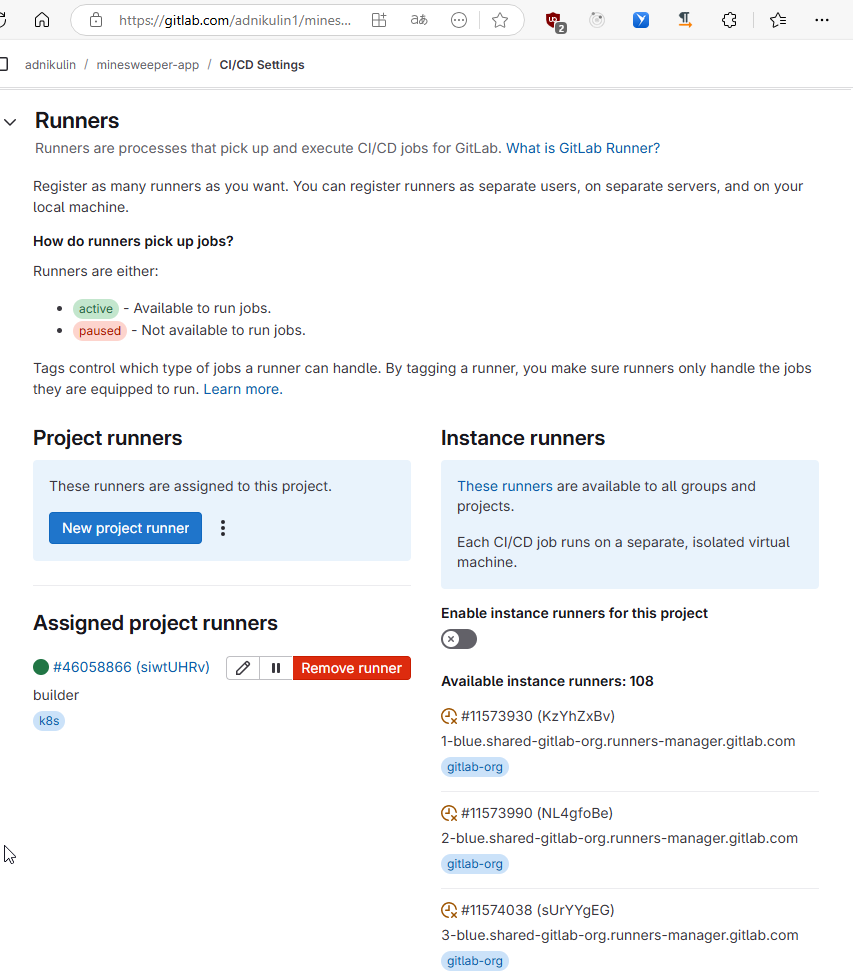 https://gitlab.com/adnikulin1/mines...
aあ
2
adnikulin / minesweeper-app / CI/CD Settings
Runners
Runners are processes that pick up and execute CI/CD jobs for GitLab. What is GitLab Runner?
Register as many runners as you want. You can register runners as separate users, on separate servers, and on your
local machine.
How do runners pick up jobs?
Runners are either:
active - Available to run jobs.
paused - Not available to run jobs.
Tags control which type of jobs a runner can handle. By tagging a runner, you make sure runners only handle the jobs
they are equipped to run. Learn more.
Project runners
These runners are assigned to this project.
New project runner
Assigned project runners
#46058866 (siwtUHRv)
Remove runner
builder
k8s
Instance runners
These runners are available to all groups and
projects.
Each CI/CD job runs on a separate, isolated virtual
machine.
Enable instance runners for this project
Available instance runners: 108
#11573930 (KzYhZxBv)
1-blue.shared-gitlab-org.runners-manager.gitlab.com
gitlab-org
#11573990 (NL4gfoBe)
2-blue.shared-gitlab-org.runners-manager.gitlab.com
gitlab-org
#11574038 (sUrYYgEG)
3-blue.shared-gitlab-org.runners-manager.gitlab.com
gitlab-org